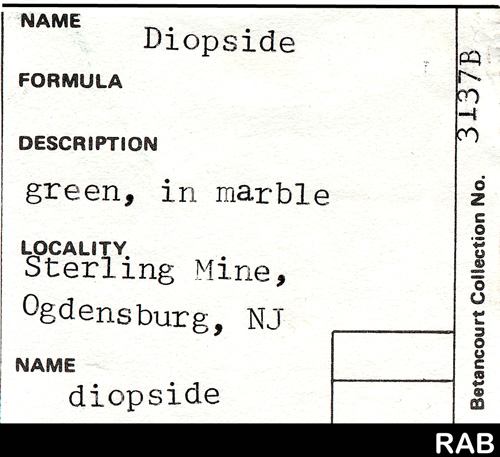 NAME
Diopside
FORMULA
DESCRIPTION
green, in marble
LOCALITY
Sterling Mine,
Ogdensburg, NJ
NAME
diopside
Betancourt Collection No. 3137B
RAB